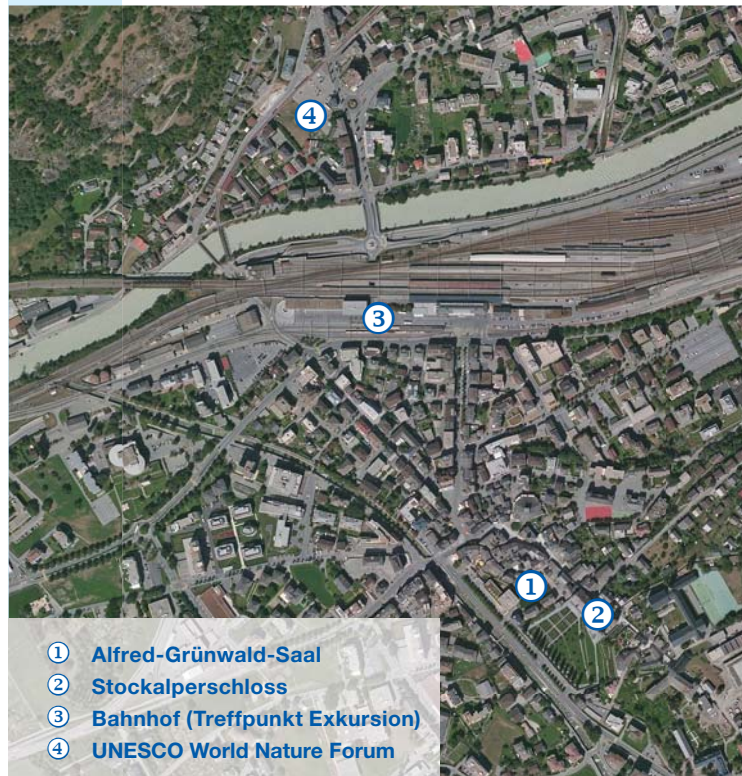 4
3
1
2
① Alfred-Grünwald-Saal
② Stockalperschloss
③ Bahnhof (Treffpunkt Exkursion)
④ UNESCO World Nature Forum